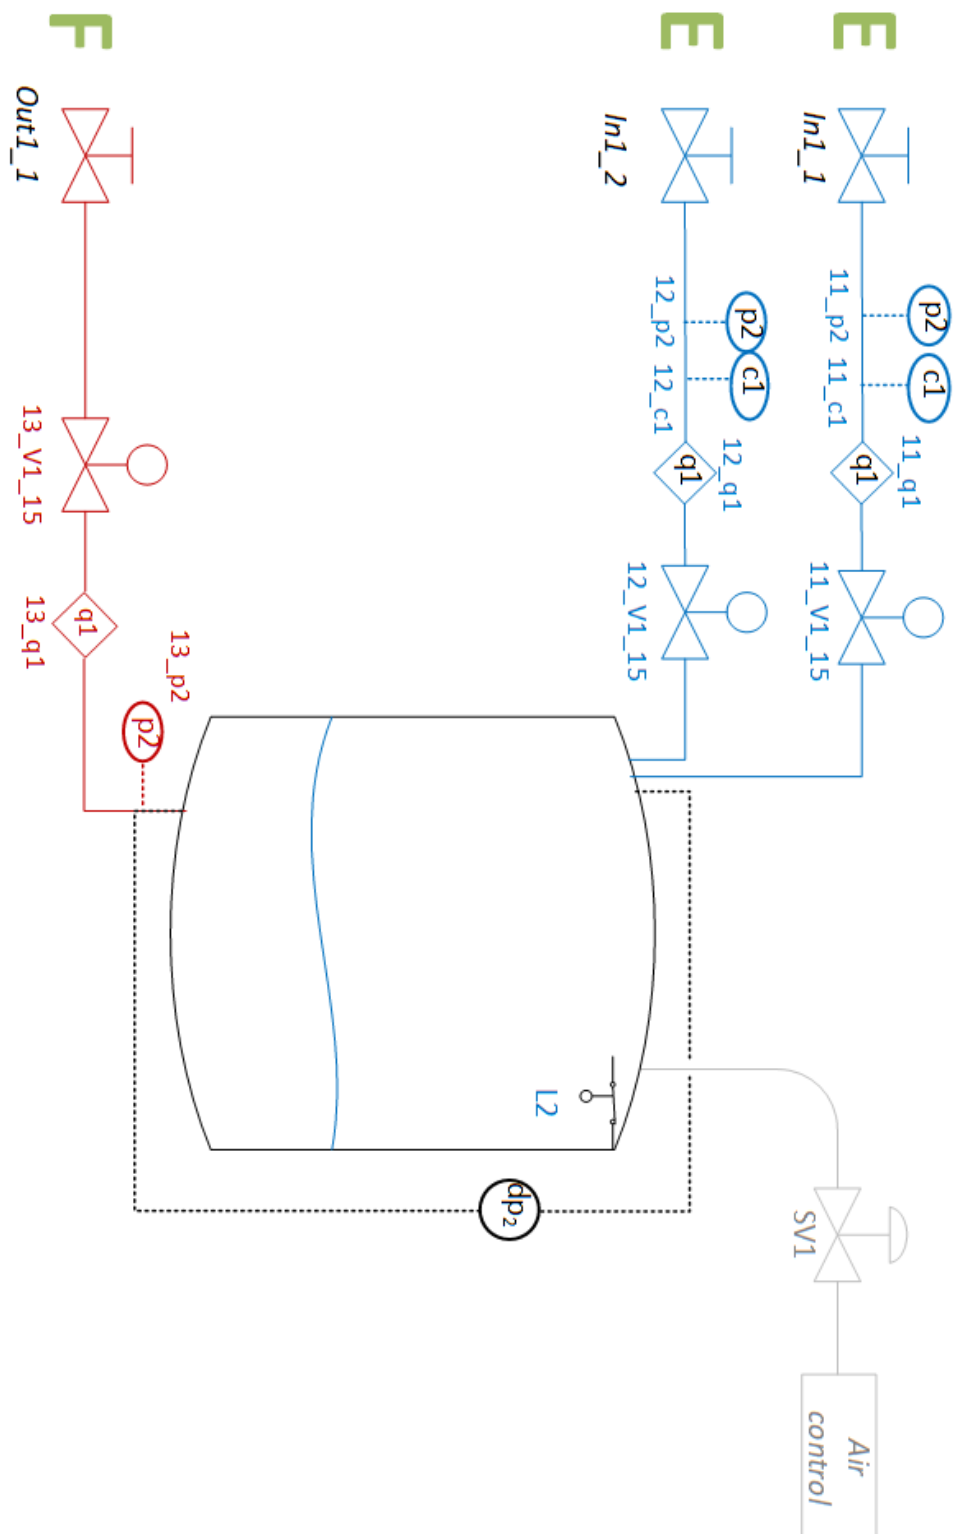 p2
c1
11_q1
E
q1
11_p2 11_c1
In1_1
11_V1_15
Air
control
SV1
p2
c1
12_q1
E
q1
12_p2 12_c1
12_V1_15
In1_2
L2
dp₂
13_p2
p2
F
q1
13_V1_15
13_q1
Out1_1